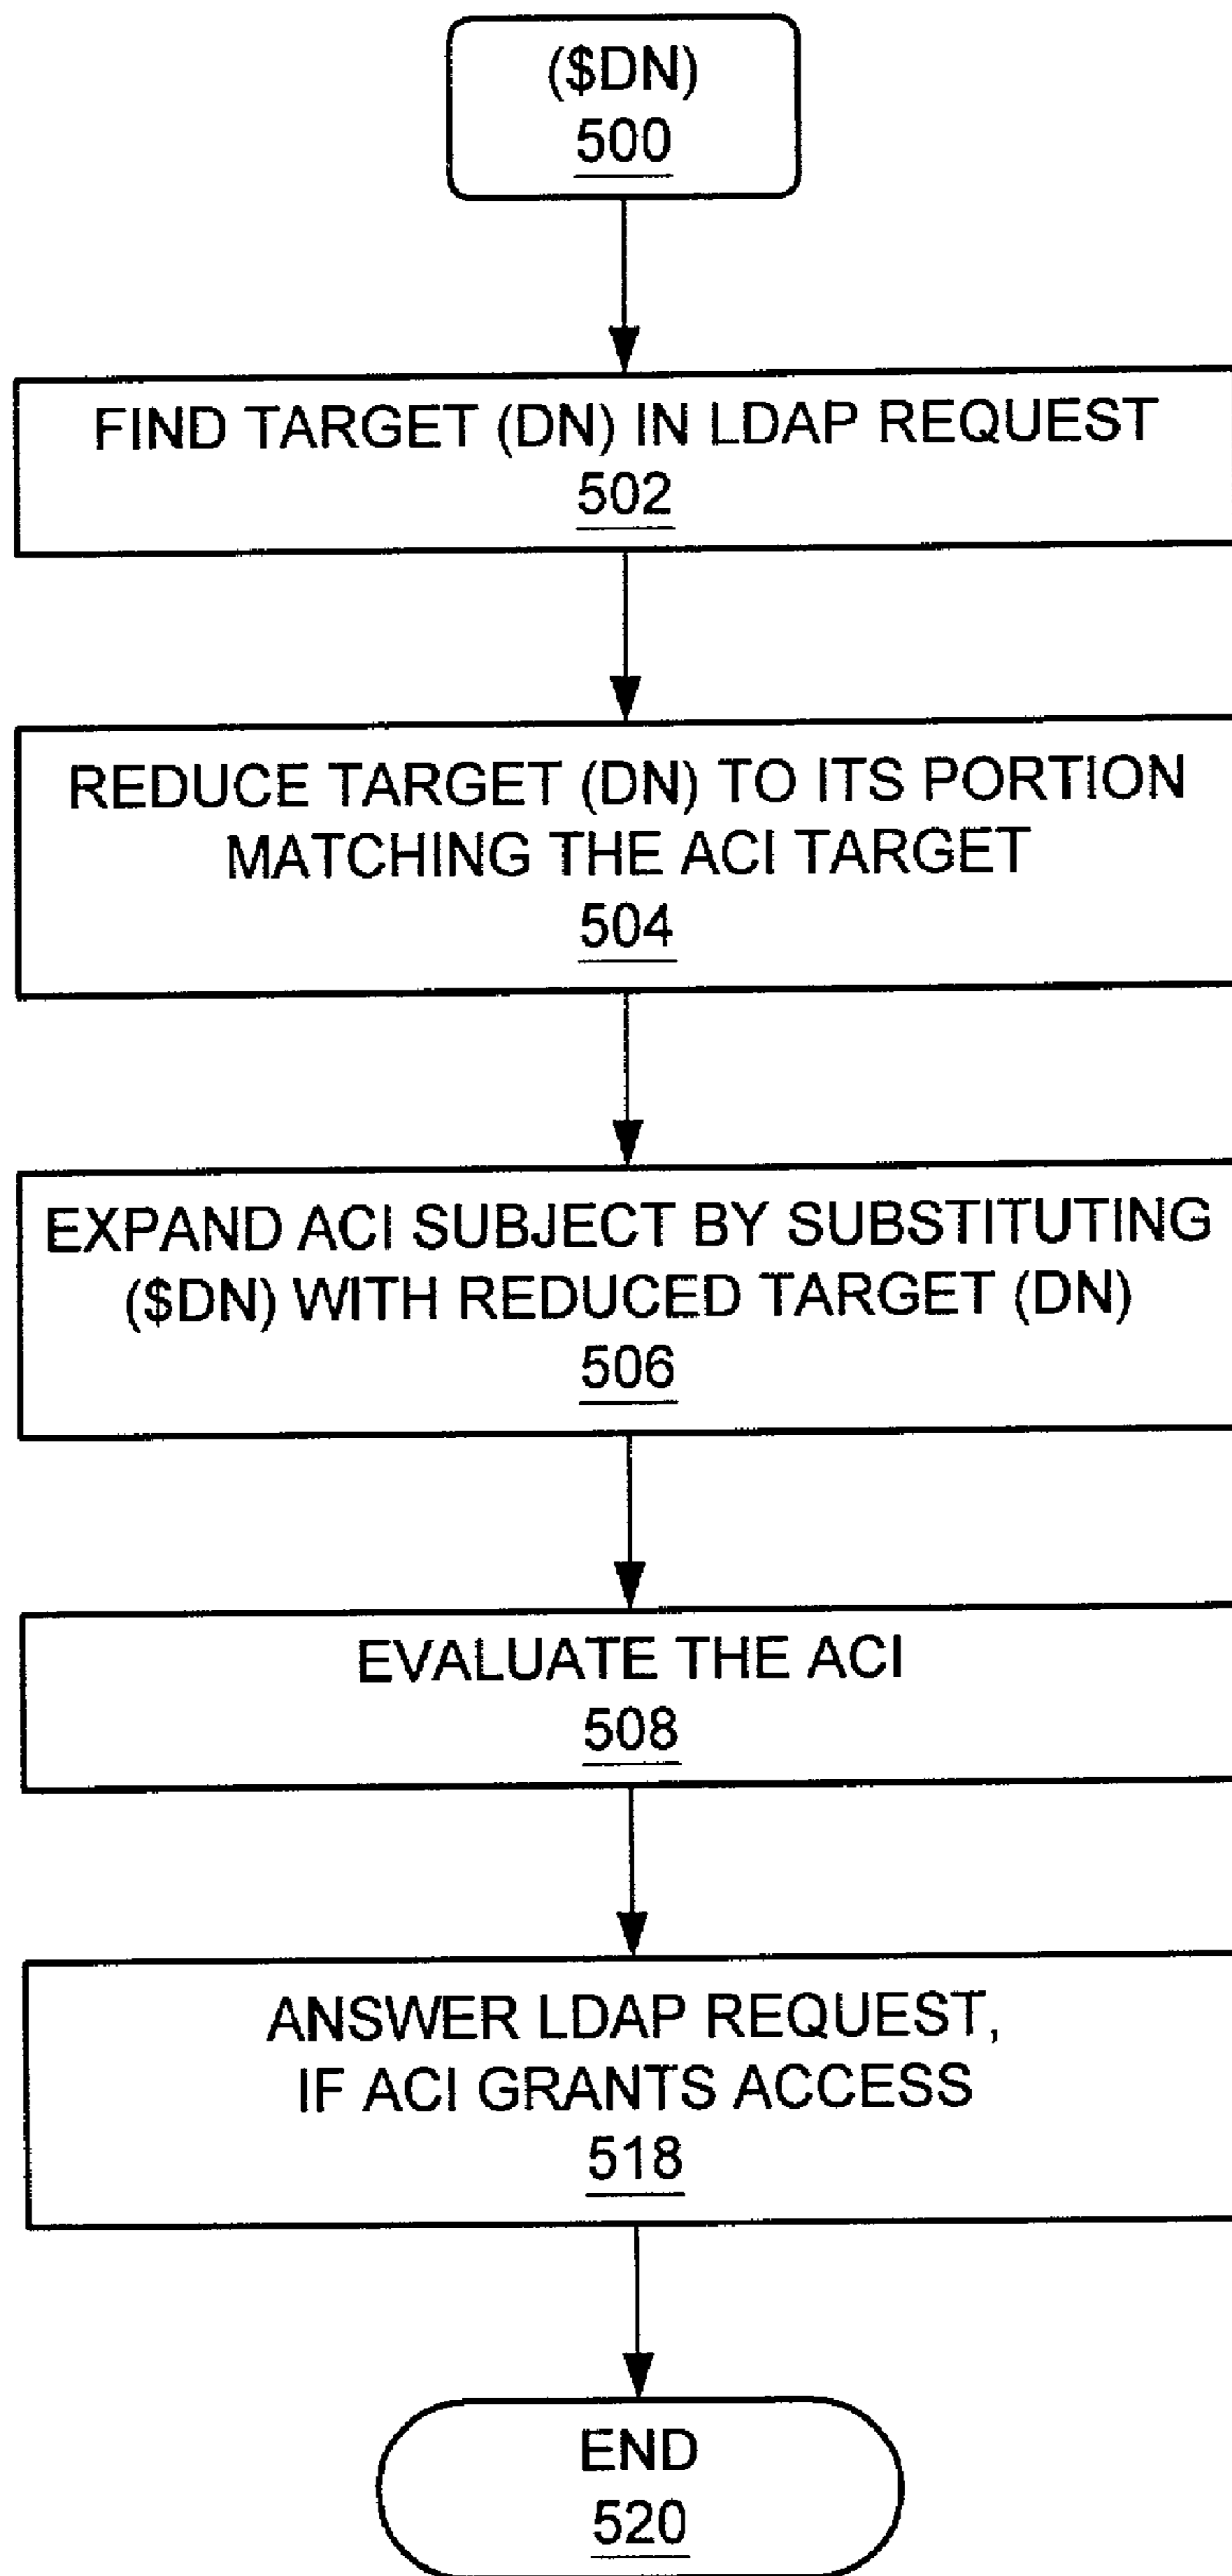 ($DN)
500
FIND TARGET (DN) IN LDAP REQUEST
502
REDUCE TARGET (DN) TO ITS PORTION
MATCHING THE ACI TARGET
504
EXPAND ACI SUBJECT BY SUBSTITUTING
($DN) WITH REDUCED TARGET (DN)
506
EVALUATE THE ACI
508
ANSWER LDAP REQUEST,
IF ACI GRANTS ACCESS
518
END
520